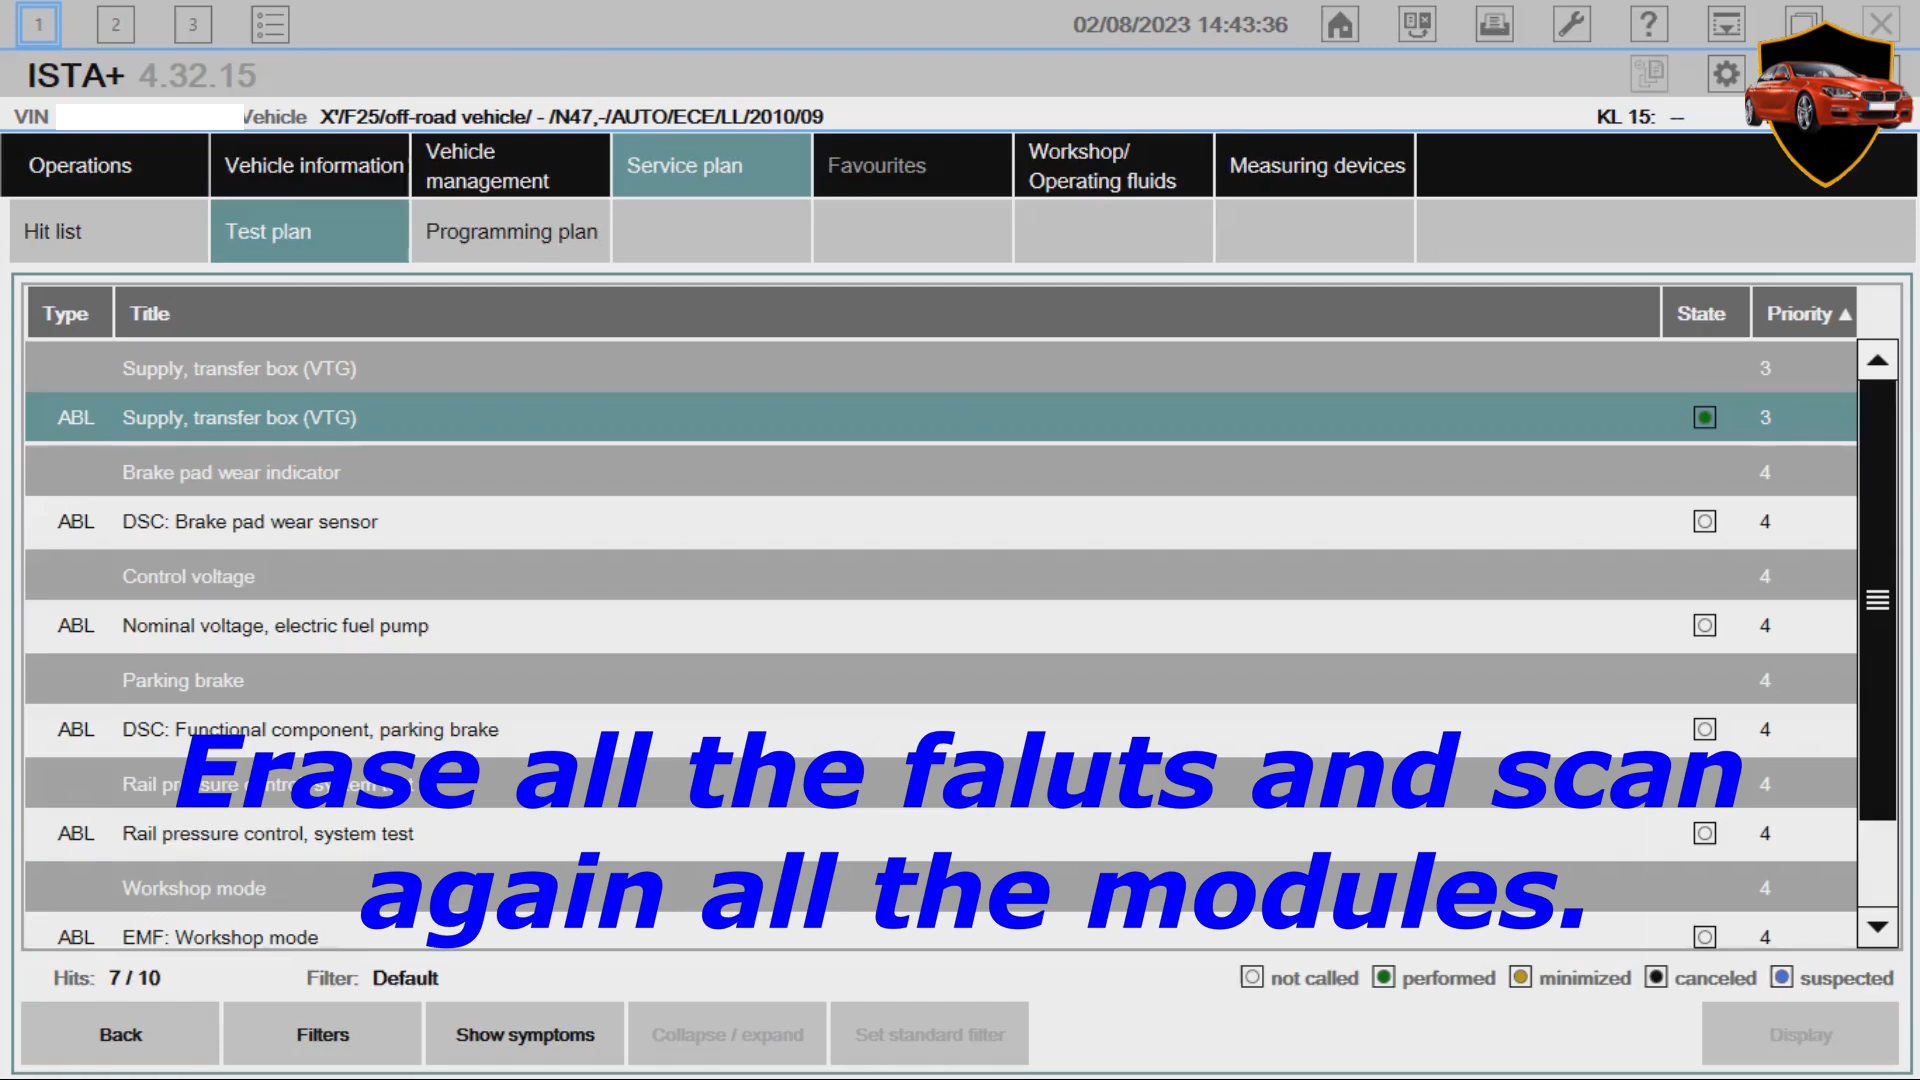 1 2 3 02/08/2023 14:43:36
ISTA+ 4.32.15
VIN Vehicle X'/F25/off-road vehicle/ - /N47,-/AUTO/ECE/LL/2010/09 KL 15: --
Operations Vehicle information Vehicle management Service plan Favourites Workshop/ Operating fluids Measuring devices
Hit list Test plan Programming plan
Type Title State Priority ▲
Supply, transfer box (VTG) 3
ABL Supply, transfer box (VTG) 3
Brake pad wear indicator 4
ABL DSC: Brake pad wear sensor 4
Control voltage 4
ABL Nominal voltage, electric fuel pump 4
Parking brake 4
ABL DSC: Functional component, parking brake 4
Rail pressure control, system test 4
ABL Rail pressure control, system test 4
Workshop mode 4
ABL EMF: Workshop mode 4
Erase all the faluts and scan
again all the modules.
Hits: 7 / 10 Filter: Default not called performed minimized canceled suspected
Back Filters Show symptoms Collapse / expand Set standard filter Display